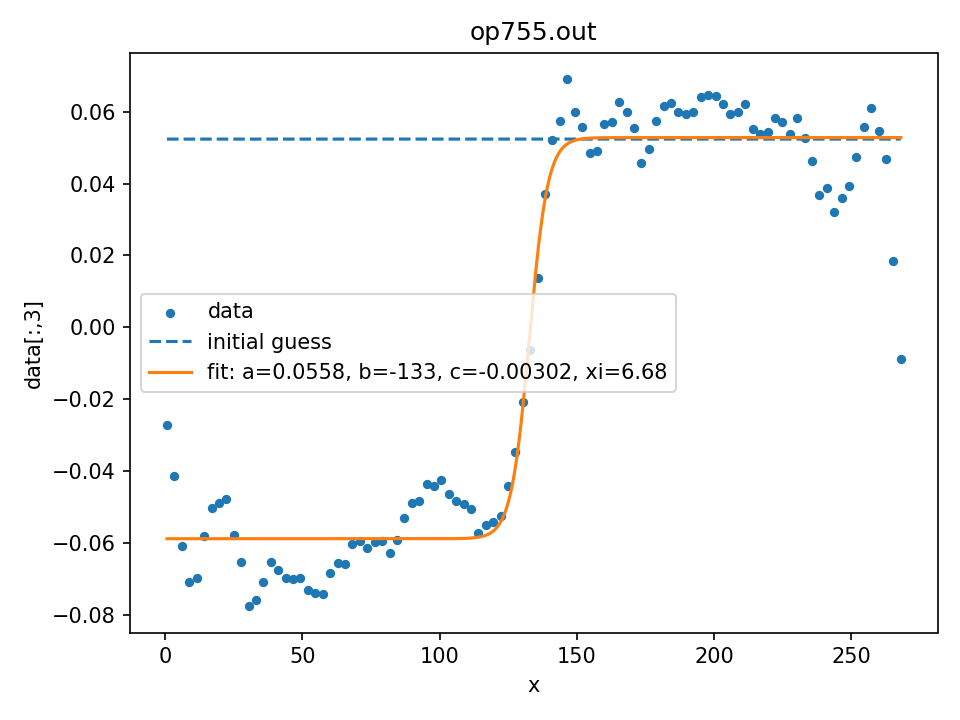 op755.out
data[:,3]
0.06
0.04
0.02
0.00
−0.02
−0.04
−0.06
−0.08
data
initial guess
fit: a=0.0558, b=-133, c=-0.00302, xi=6.68
0 50 100 150 200 250
x